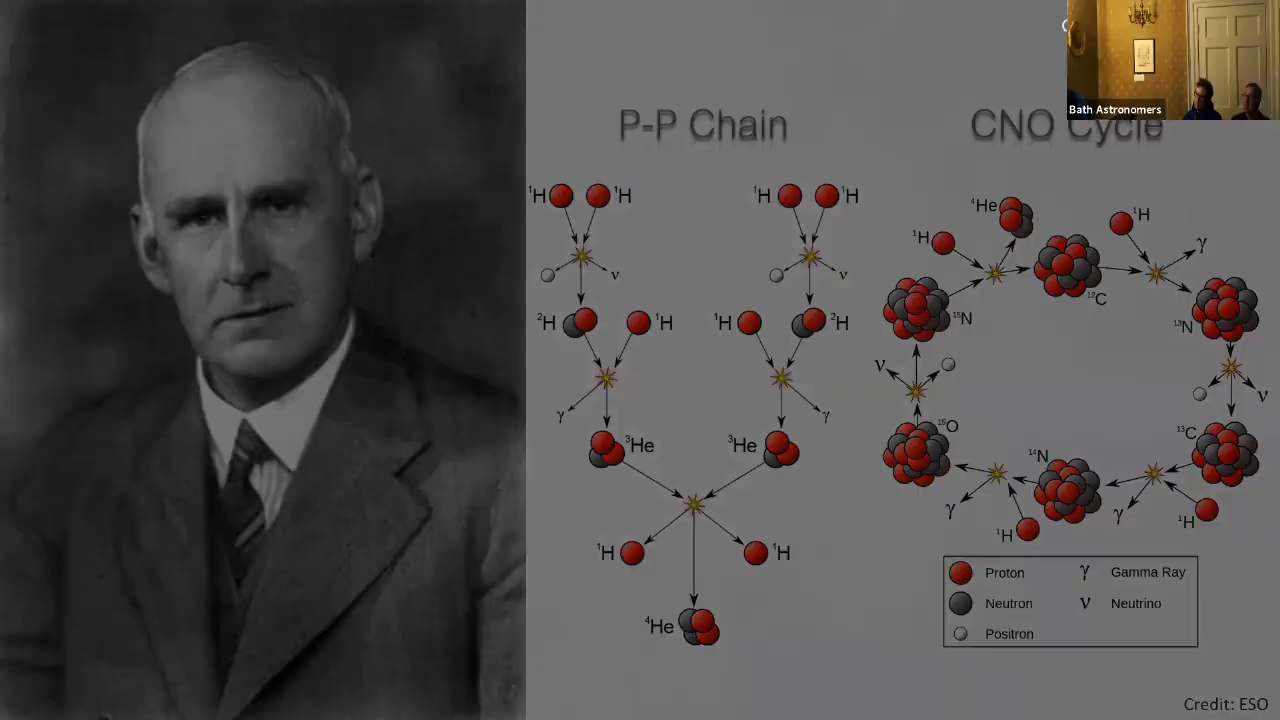 Bath Astronomers
P-P Chain
CNO Cycle
¹H ¹H ¹H ¹H
ν ν
²H ¹H ¹H ²H
γ γ
³He ³He
¹H ¹H
⁴He
⁴He ¹H
¹H γ
¹²C
¹⁵N ¹³N
ν ν
¹³C
¹⁴N
γ γ
¹H ¹H
Proton γ Gamma Ray
Neutron ν Neutrino
Positron
Credit: ESO